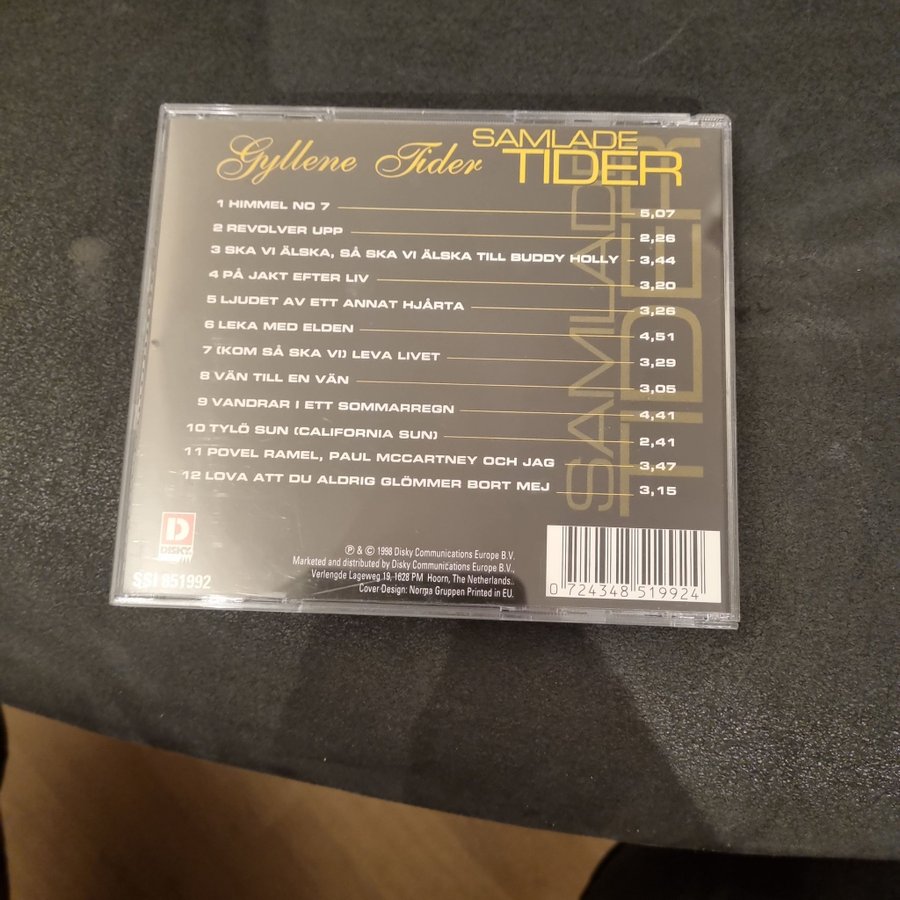 Gyllene Tider
SAMLADE
TIDER
SAMLADE
TIDER
1 HIMMEL NO 7 5,07
2 REVOLVER UPP 2,26
3 SKA VI ÄLSKA, SÅ SKA VI ÄLSKA TILL BUDDY HOLLY 3,44
4 PÅ JAKT EFTER LIV 3,20
5 LJUDET AV ETT ANNAT HJÅRTA 3,26
6 LEKA MED ELDEN 4,51
7 (KOM SÅ SKA VI) LEVA LIVET 3,29
8 VÄN TILL EN VÄN 3,05
9 VANDRAR I ETT SOMMARREGN 4,41
10 TYLÖ SUN (CALIFORNIA SUN) 2,41
11 POVEL RAMEL, PAUL MCCARTNEY OCH JAG 3,47
12 LOVA ATT DU ALDRIG GLÖMMER BORT MEJ 3,15
D
DISKY
SSI 851992
℗ & © 1998 Disky Communications Europe B.V.
Marketed and distributed by Disky Communications Europe B.V.,
Verlengde Lageweg 19, 1628 PM Hoorn, The Netherlands.
Cover Design: Norma Gruppen Printed in EU.
0 724348 519924